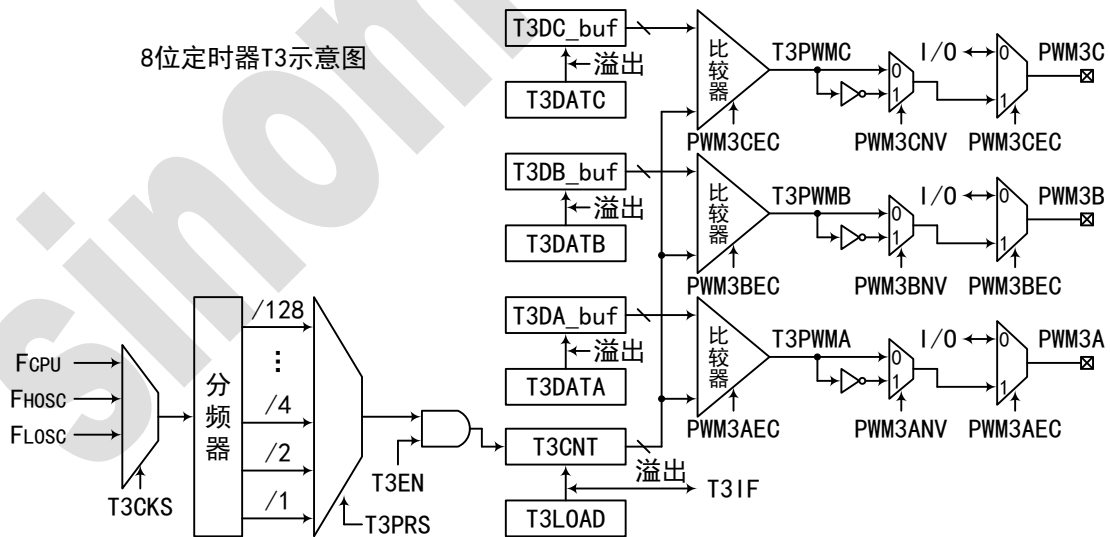 8位定时器T3示意图
T3DC_buf
溢出
T3DATC
比较器
T3PWMC
0
1
I/O
0
1
PWM3C
PWM3CEC
PWM3CNV
PWM3CEC
T3DB_buf
溢出
T3DATB
比较器
T3PWMB
0
1
I/O
0
1
PWM3B
PWM3BEC
PWM3BNV
PWM3BEC
T3DA_buf
溢出
T3DATA
比较器
T3PWMA
0
1
I/O
0
1
PWM3A
PWM3AEC
PWM3ANV
PWM3AEC
FCPU
FHOSC
FLOSC
T3CKS
分频器
/128
⋮
/4
/2
/1
T3PRS
T3EN
T3CNT
溢出
T3IF
T3LOAD
sinom